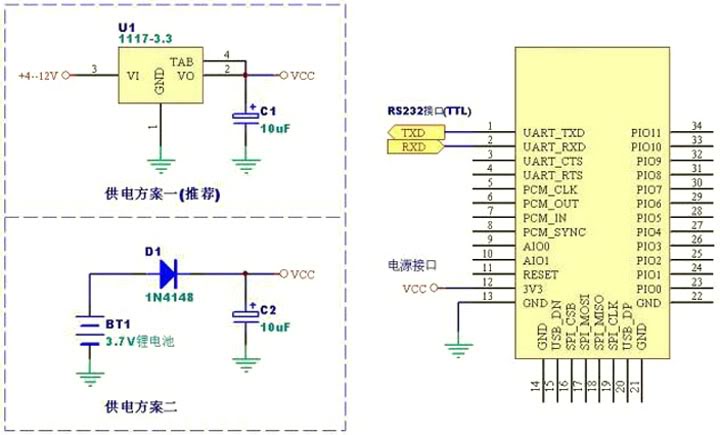 U1
1117-3.3
+4--12V
3
VI
GND
TAB
VO
4
2
VCC
1
C1
10uF
供电方案一(推荐)
D1
1N4148
VCC
BT1
3.7V锂电池
C2
10uF
供电方案二
RS232接口(TTL)
TXD
RXD
电源接口
VCC
1 UART_TXD
2 UART_RXD
3 UART_CTS
4 UART_RTS
5 PCM_CLK
6 PCM_OUT
7 PCM_IN
8 PCM_SYNC
9 AIO0
10 AIO1
11 RESET
12 3V3
13 GND
PIO11 34
PIO10 33
PIO9 32
PIO8 31
PIO7 30
PIO6 29
PIO5 28
PIO4 27
PIO3 26
PIO2 25
PIO1 24
PIO0 23
GND 22
GND 14
USB_DN 15
SPI_CSB 16
SPI_MOSI 17
SPI_MISO 18
SPI_CLK 19
USB_DP 20
GND 21